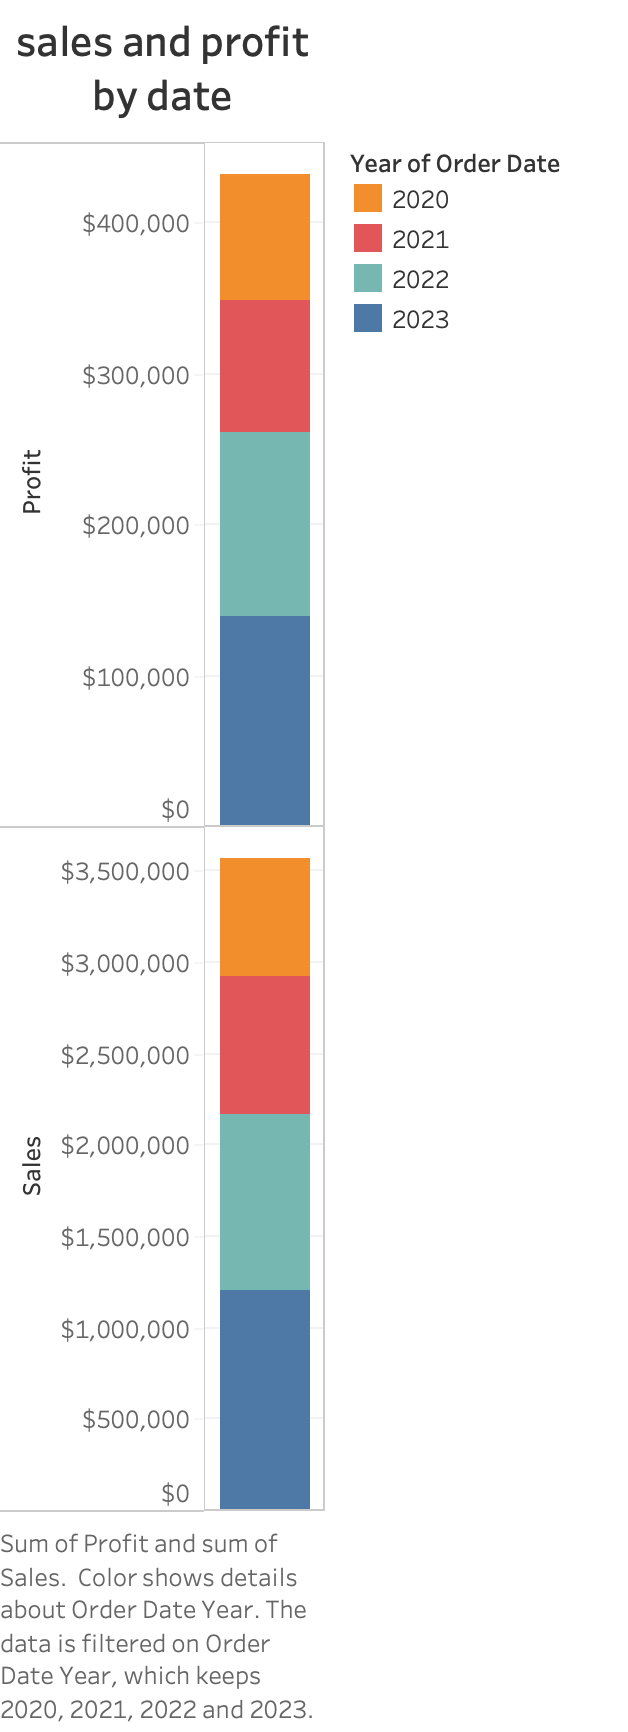 sales and profit
by date
Year of Order Date
2020
2021
2022
2023
Profit
$400,000
$300,000
$200,000
$100,000
$0
Sales
$3,500,000
$3,000,000
$2,500,000
$2,000,000
$1,500,000
$1,000,000
$500,000
$0
Sum of Profit and sum of
Sales.  Color shows details
about Order Date Year. The
data is filtered on Order
Date Year, which keeps
2020, 2021, 2022 and 2023.